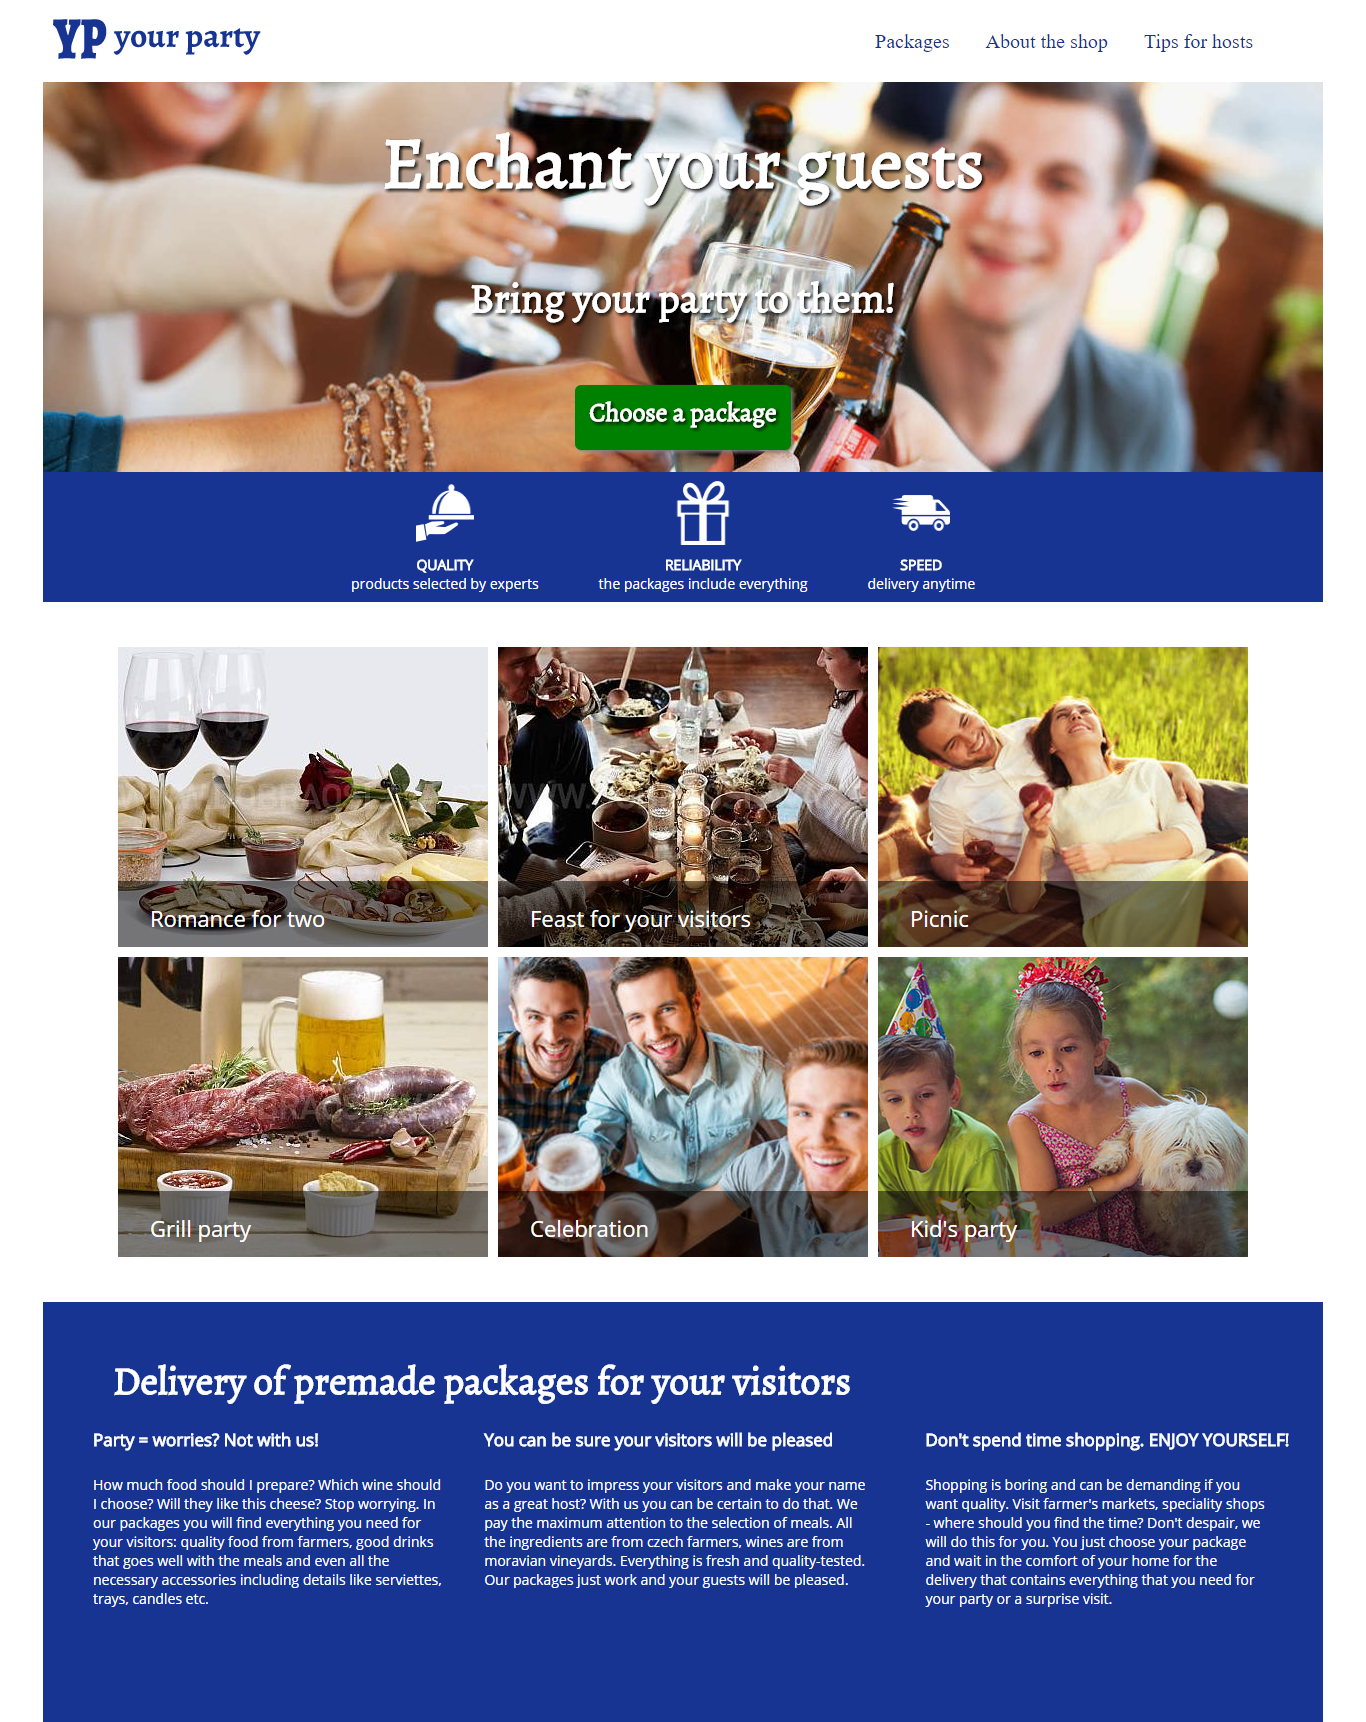 YP your party
Packages
About the shop
Tips for hosts
Enchant your guests
Bring your party to them!
Choose a package
QUALITY
products selected by experts
RELIABILITY
the packages include everything
SPEED
delivery anytime
Romance for two
Feast for your visitors
Picnic
Grill party
Celebration
Kid's party
Delivery of premade packages for your visitors
Party = worries? Not with us!
How much food should I prepare? Which wine should
I choose? Will they like this cheese? Stop worrying. In
our packages you will find everything you need for
your visitors: quality food from farmers, good drinks
that goes well with the meals and even all the
necessary accessories including details like serviettes,
trays, candles etc.
You can be sure your visitors will be pleased
Do you want to impress your visitors and make your name
as a great host? With us you can be certain to do that. We
pay the maximum attention to the selection of meals. All
the ingredients are from czech farmers, wines are from
moravian vineyards. Everything is fresh and quality-tested.
Our packages just work and your guests will be pleased.
Don't spend time shopping. ENJOY YOURSELF!
Shopping is boring and can be demanding if you
want quality. Visit farmer's markets, speciality shops
- where should you find the time? Don't despair, we
will do this for you. You just choose your package
and wait in the comfort of your home for the
delivery that contains everything that you need for
your party or a surprise visit.